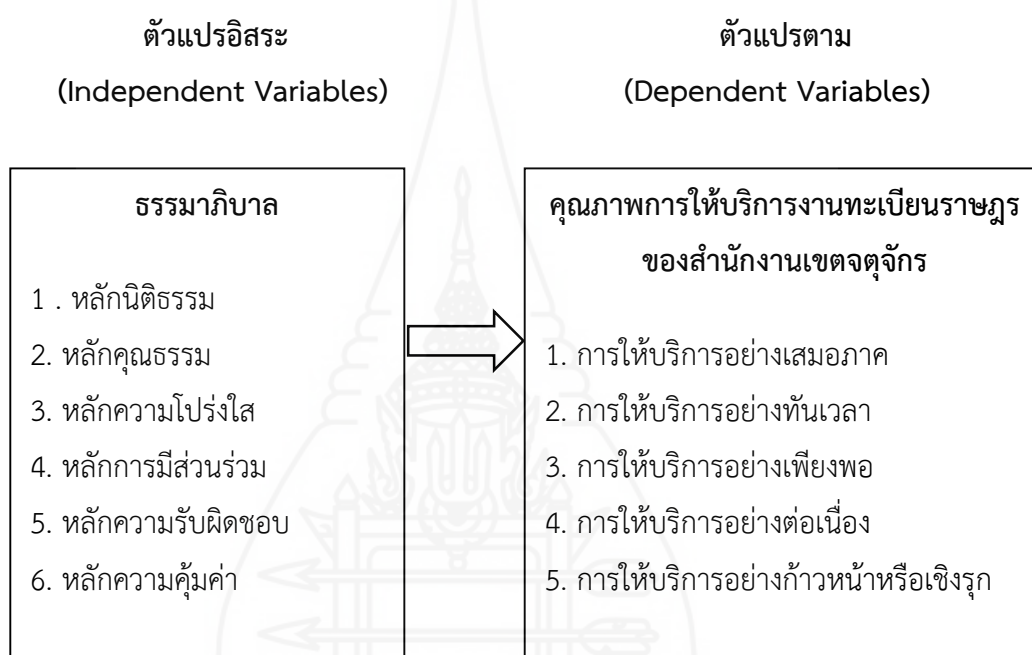 ตัวแปรอิสระ
(Independent Variables)
ธรรมาภิบาล
1 . หลักนิติธรรม
2. หลักคุณธรรม
3. หลักความโปร่งใส
4. หลักการมีส่วนร่วม
5. หลักความรับผิดชอบ
6. หลักความคุ้มค่า
ตัวแปรตาม
(Dependent Variables)
คุณภาพการให้บริการงานทะเบียนราษฎร
ของสำนักงานเขตจตุจักร
1. การให้บริการอย่างเสมอภาค
2. การให้บริการอย่างทันเวลา
3. การให้บริการอย่างเพียงพอ
4. การให้บริการอย่างต่อเนื่อง
5. การให้บริการอย่างก้าวหน้าหรือเชิงรุก